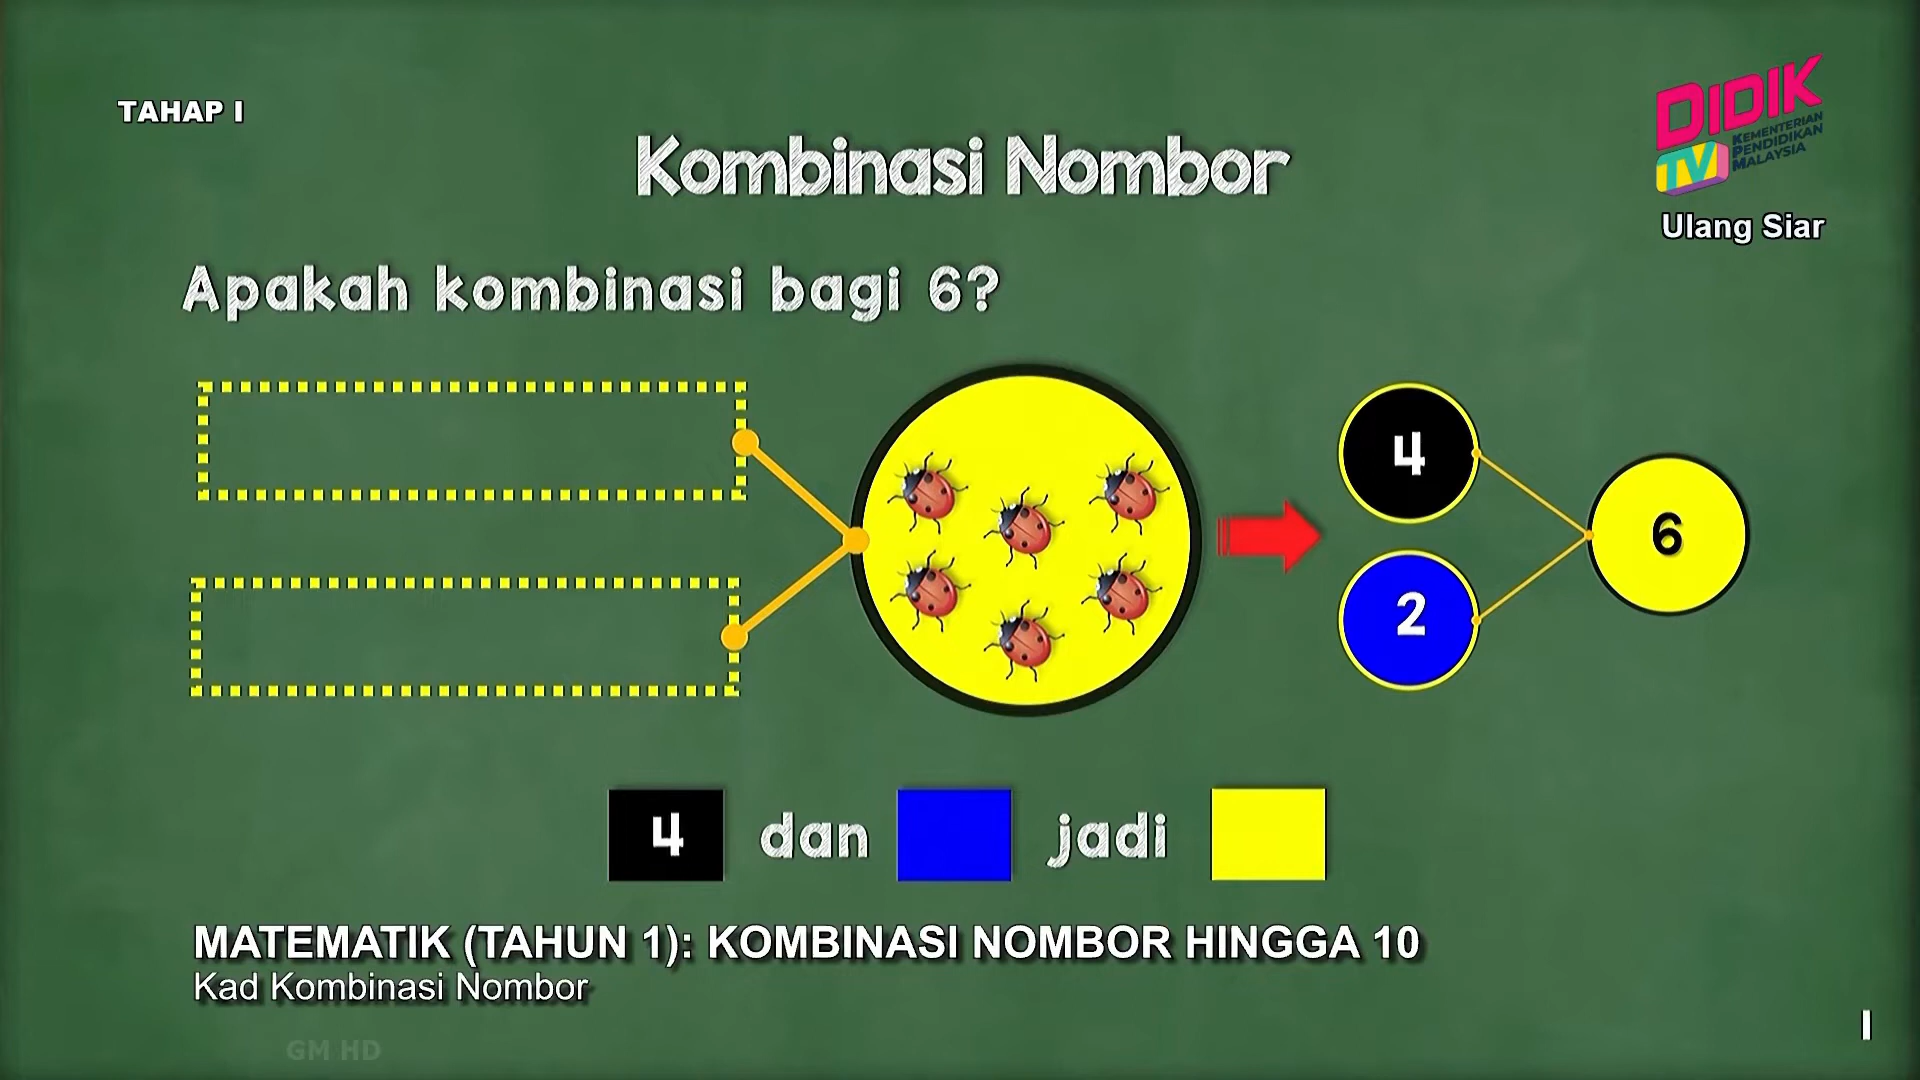 TAHAP I
DIDIK
TV
KEMENTERIAN
PENDIDIKAN
MALAYSIA
Ulang Siar
Kombinasi Nombor
Apakah kombinasi bagi 6?
4
2
6
4 dan jadi
MATEMATIK (TAHUN 1): KOMBINASI NOMBOR HINGGA 10
Kad Kombinasi Nombor
GM HD
I